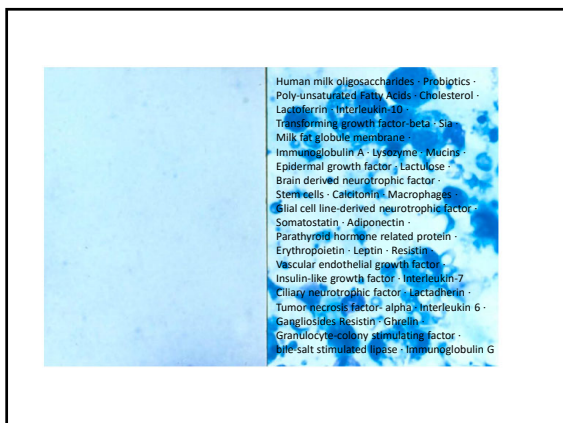 Human milk oligosaccharides · Probiotics ·
Poly-unsaturated Fatty Acids · Cholesterol ·
Lactoferrin · Interleukin-10 ·
Transforming growth factor-beta · Sia ·
Milk fat globule membrane ·
Immunoglobulin A · Lysozyme · Mucins ·
Epidermal growth factor · Lactulose ·
Brain derived neurotrophic factor ·
Stem cells · Calcitonin · Macrophages ·
Glial cell line-derived neurotrophic factor ·
Somatostatin · Adiponectin ·
Parathyroid hormone related protein ·
Erythropoietin · Leptin · Resistin ·
Vascular endothelial growth factor ·
Insulin-like growth factor · Interleukin-7
Ciliary neurotrophic factor · Lactadherin ·
Tumor necrosis factor- alpha · Interleukin 6 ·
Gangliosides Resistin · Ghrelin ·
Granulocyte-colony stimulating factor ·
bile-salt stimulated lipase · Immunoglobulin G